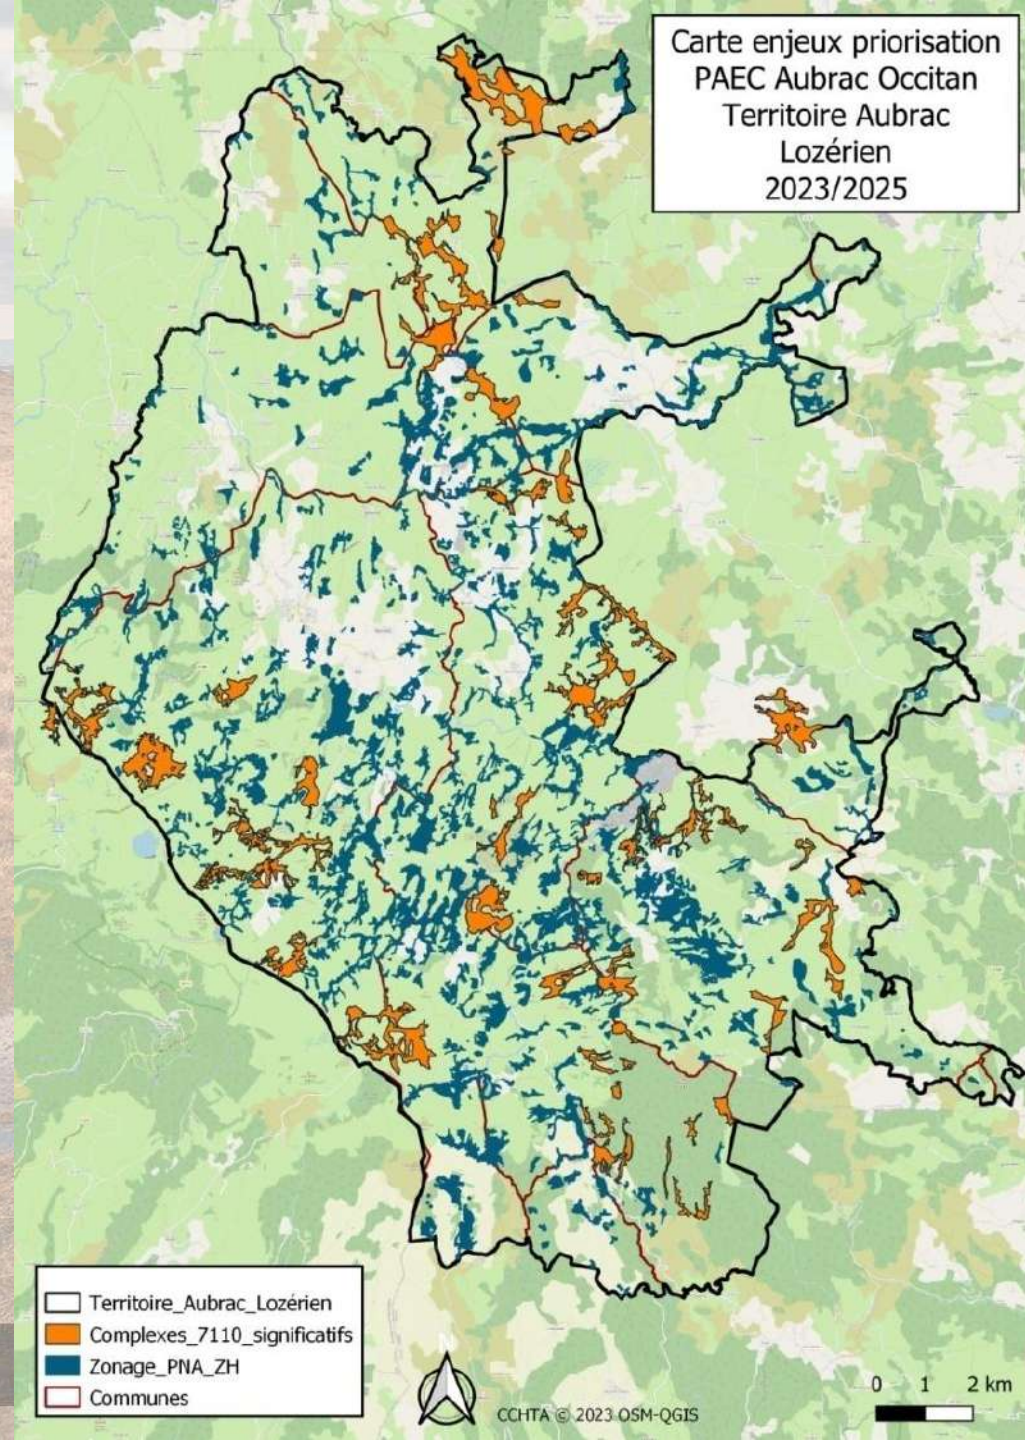 Carte enjeux priorisation
PAEC Aubrac Occitan
Territoire Aubrac
Lozérien
2023/2025
Territoire_Aubrac_Lozérien
Complexes_7110_significatifs
Zonage_PNA_ZH
Communes
N
CCHTA © 2023 OSM-QGIS
0 1 2 km